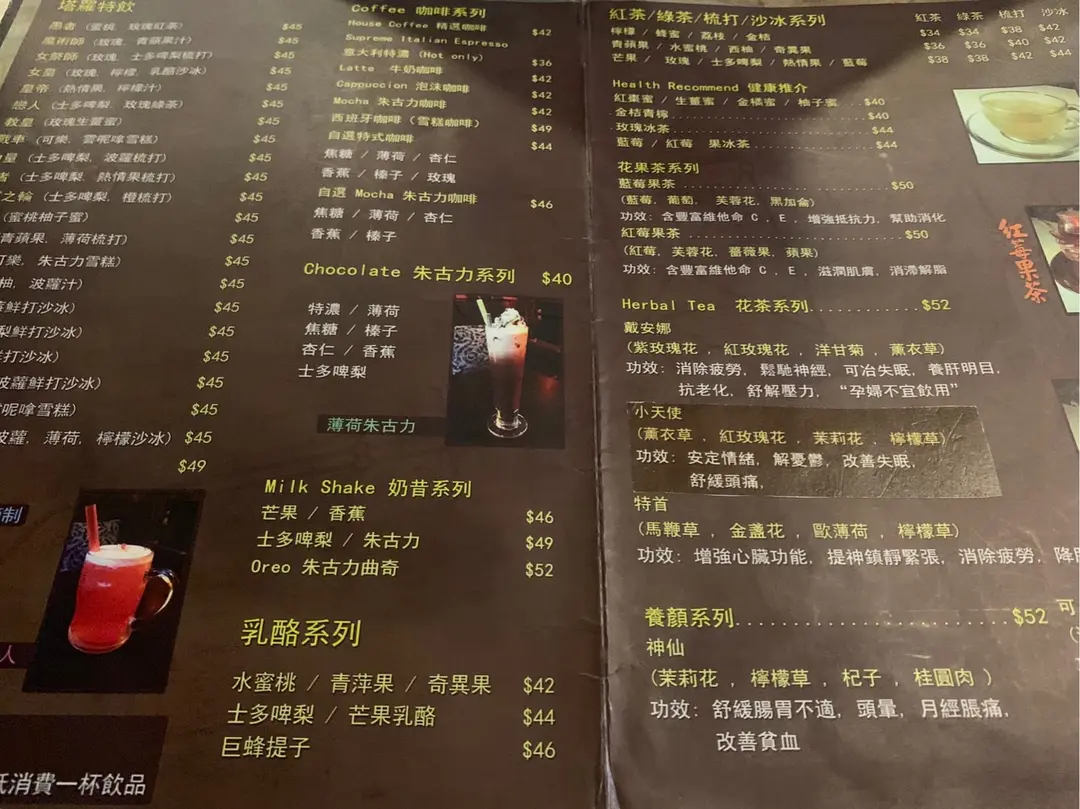 塔羅特飲
愚者 (蜜桃, 玫瑰紅茶) $45
魔術師 (玫瑰, 青蘋果汁) $45
女祭師 (玫瑰, 士多啤梨梳打) $45
女皇 (玫瑰, 檸檬, 乳酪沙冰) $45
皇帝 (熱情果, 檸檬汁) $45
戀人 (士多啤梨, 玫瑰綠茶) $45
教皇 (玫瑰生薑蜜) $45
戰車 (可樂, 雲呢拿雪糕) $45
星 (士多啤梨, 菠蘿梳打) $45
者 (士多啤梨, 熱情果梳打) $45
之輪 (士多啤梨, 橙梳打) $45
(蜜桃柚子蜜) $45
青蘋果, 薄荷梳打) $45
樂, 朱古力雪糕) $45
柚, 波蘿汁) $45
鮮打沙冰) $45
梨鮮打沙冰) $45
打沙冰) $45
菠蘿鮮打沙冰) $45
呢拿雪糕) $45
菠蘿, 薄荷, 檸檬沙冰) $45
$49
制
人
消費一杯飲品
Coffee 咖啡系列
House Coffee 精選咖啡 $42
Supreme Italian Espresso
意大利特濃 (Hot only) $36
Latte 牛奶咖啡 $42
Cappuccion 泡沫咖啡 $42
Mocha 朱古力咖啡 $42
西班牙咖啡 (雪糕咖啡) $49
自選特式咖啡 $44
焦糖 / 薄荷 / 杏仁
香蕉 / 榛子 / 玫瑰
自選 Mocha 朱古力咖啡 $46
焦糖 / 薄荷 / 杏仁
香蕉 / 榛子
Chocolate 朱古力系列 $40
特濃 / 薄荷
焦糖 / 榛子
杏仁 / 香蕉
士多啤梨
薄荷朱古力
Milk Shake 奶昔系列
芒果 / 香蕉 $46
士多啤梨 / 朱古力 $49
Oreo 朱古力曲奇 $52
乳酪系列
水蜜桃 / 青萍果 / 奇異果 $42
士多啤梨 / 芒果乳酪 $44
巨蜂提子 $46
紅茶/綠茶/梳打/沙冰系列 紅茶 綠茶 梳打 沙冰
檸檬 / 蜂蜜 / 荔枝 / 金桔 $34 $34 $38 $42
青蘋果 / 水蜜桃 / 西柚 / 奇異果 $36 $36 $40 $42
芒果 / 玫瑰 / 士多啤梨 / 熱情果 / 藍莓 $38 $38 $42 $44
Health Recommend 健康推介
紅棗蜜 / 生薑蜜 / 金橘蜜 / 柚子蜜 ..$40
金桔青檸......$40
玫瑰冰茶......$44
藍莓 / 紅莓 果冰茶......$44
花果茶系列
藍莓果茶......$50
(藍莓, 葡萄, 芙蓉花, 黑加侖)
功效: 含豐富維他命 C , E , 增強抵抗力, 幫助消化
紅莓果茶......$50
(紅莓, 芙蓉花, 薔薇果, 蘋果)
功效: 含豐富維他命 C , E , 滋潤肌膚, 消滯解脂
紅莓果茶
Herbal Tea 花茶系列............$52
戴安娜
(紫玫瑰花 , 紅玫瑰花 , 洋甘菊 , 薰衣草)
功效: 消除疲勞, 鬆馳神經, 可冶失眠, 養肝明目,
抗老化, 舒解壓力, “孕婦不宜飲用”
小天使
(薰衣草 , 紅玫瑰花 , 茉莉花 , 檸檬草)
功效: 安定情緒, 解憂鬱, 改善失眠,
舒緩頭痛,
特首
(馬鞭草 , 金盞花 , 歐薄荷 , 檸檬草)
功效: 增強心臟功能, 提神鎮靜緊張, 消除疲勞, 降
養顏系列......................$52 可
神仙
(茉莉花 , 檸檬草 , 杞子 , 桂圓肉 )
功效: 舒緩腸胃不適, 頭暈, 月經脹痛,
改善貧血